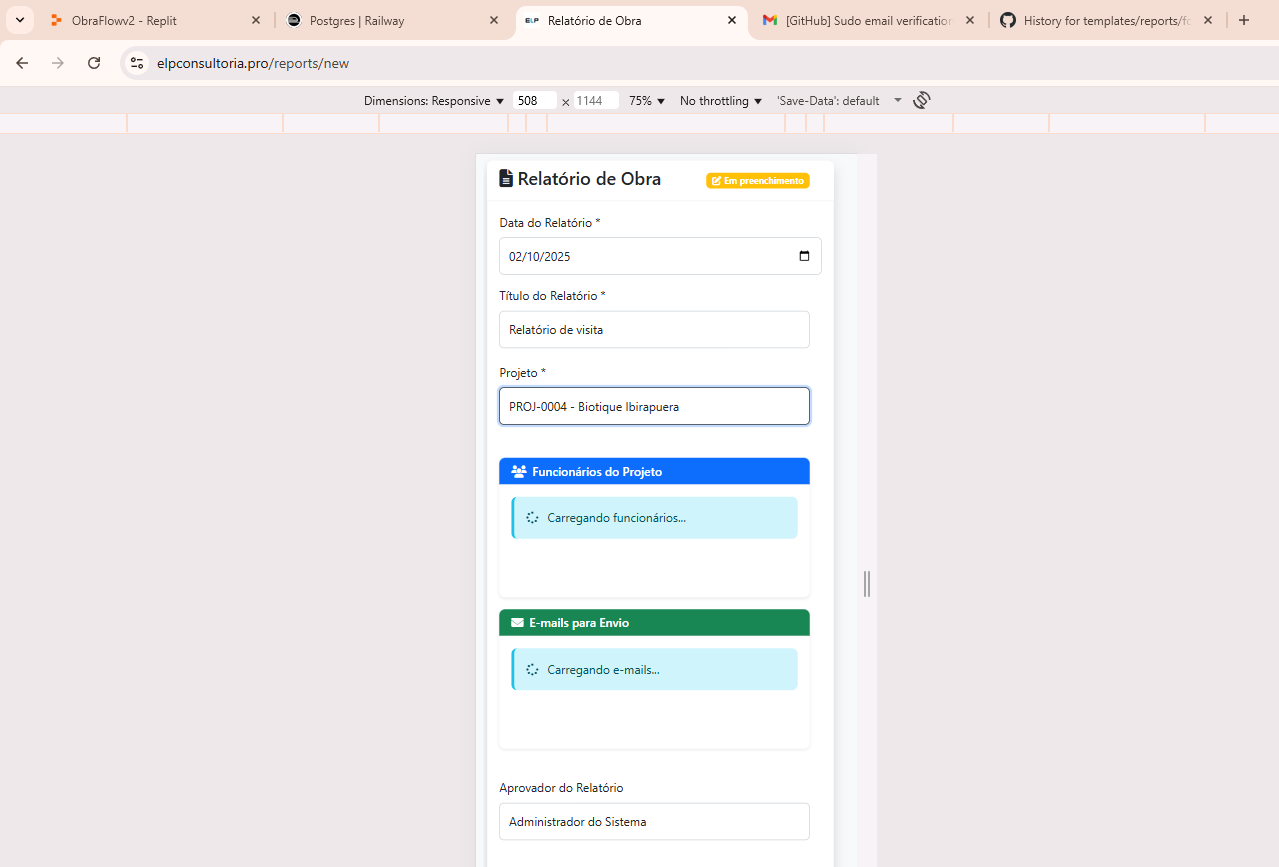 ObraFlowv2 - Replit
Postgres | Railway
ELP Relatório de Obra
[GitHub] Sudo email verification
History for templates/reports/fo
elpconsultoria.pro/reports/new
Dimensions: Responsive 508 × 1144 75% No throttling 'Save-Data': default
Relatório de Obra
Em preenchimento
Data do Relatório *
02/10/2025
Título do Relatório *
Relatório de visita
Projeto *
PROJ-0004 - Biotique Ibirapuera
Funcionários do Projeto
Carregando funcionários...
E-mails para Envio
Carregando e-mails...
Aprovador do Relatório
Administrador do Sistema